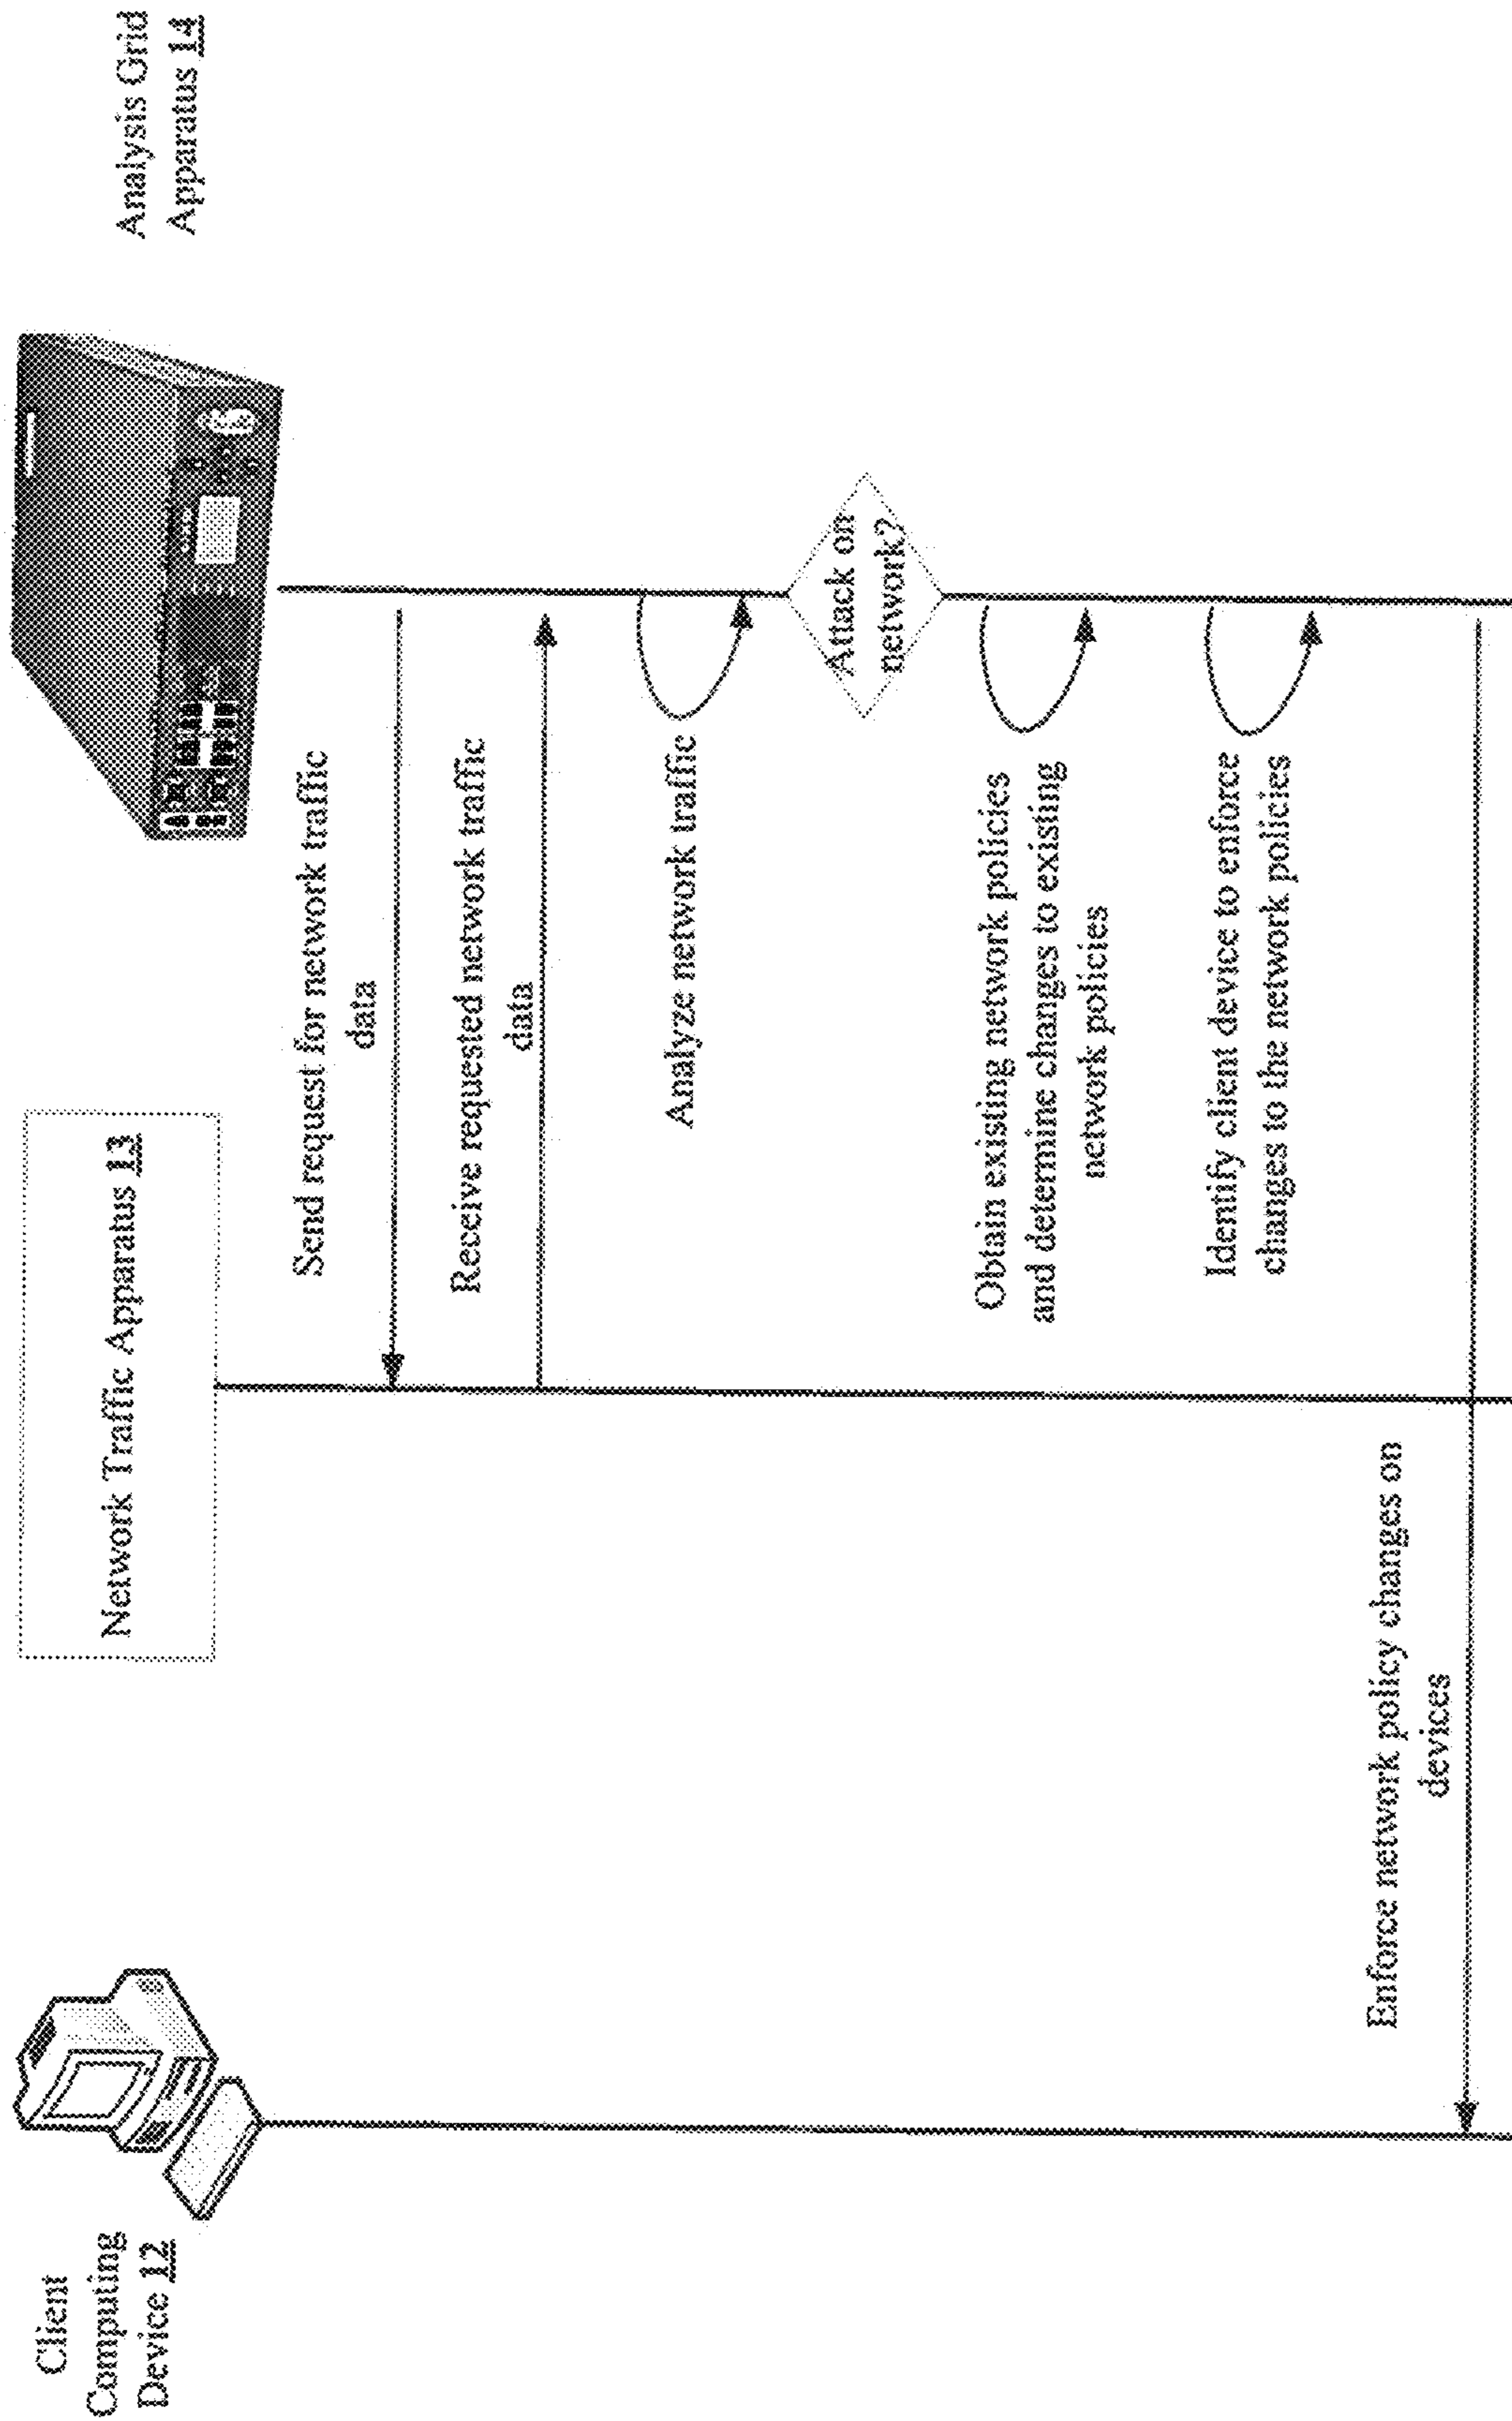 Client
Computing
Device 12
Network Traffic Apparatus 13
Analysis Grid
Apparatus 14
Send request for network traffic
data
Receive requested network traffic
data
Analyze network traffic
Attack on
network?
Obtain existing network policies
and determine changes to existing
network policies
Identify client device to enforce
changes to the network policies
Enforce network policy changes on
devices